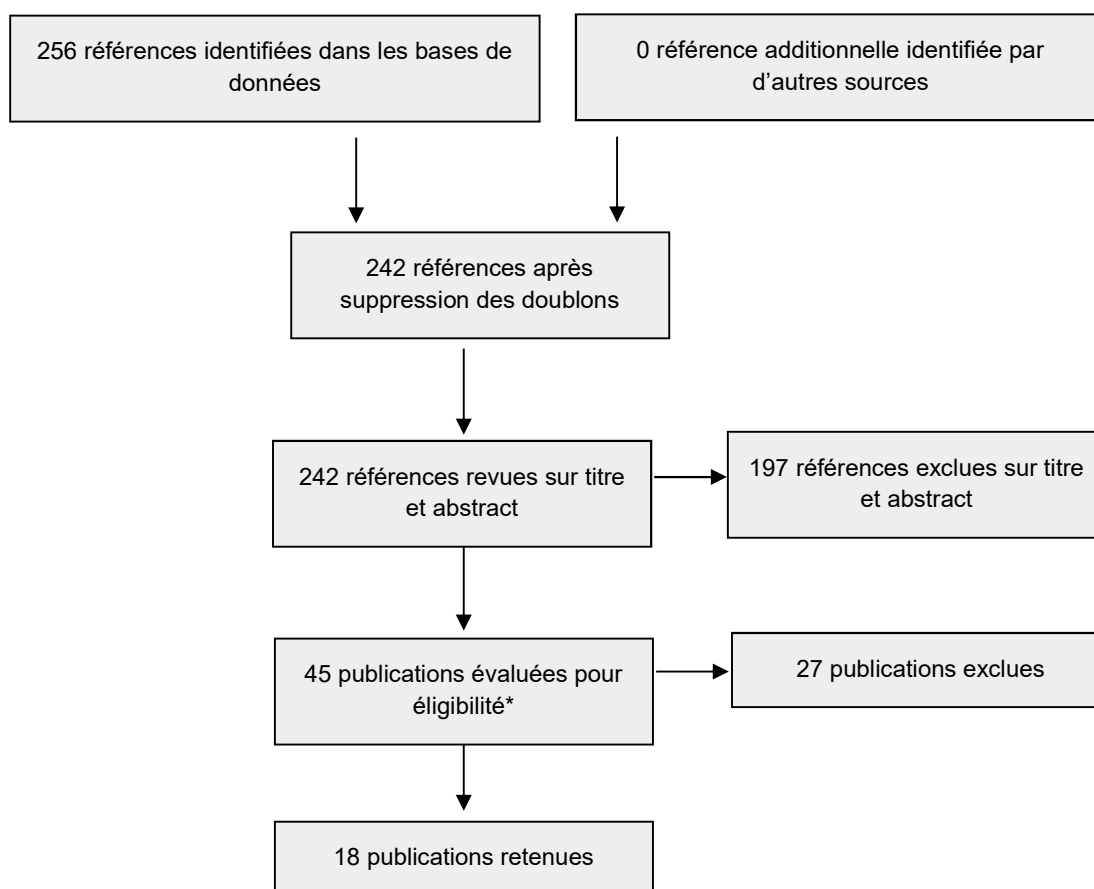 256 références identifiées dans les bases de
données
0 référence additionnelle identifiée par
d’autres sources
242 références après
suppression des doublons
242 références revues sur titre
et abstract
197 références exclues sur titre
et abstract
45 publications évaluées pour
éligibilité*
27 publications exclues
18 publications retenues